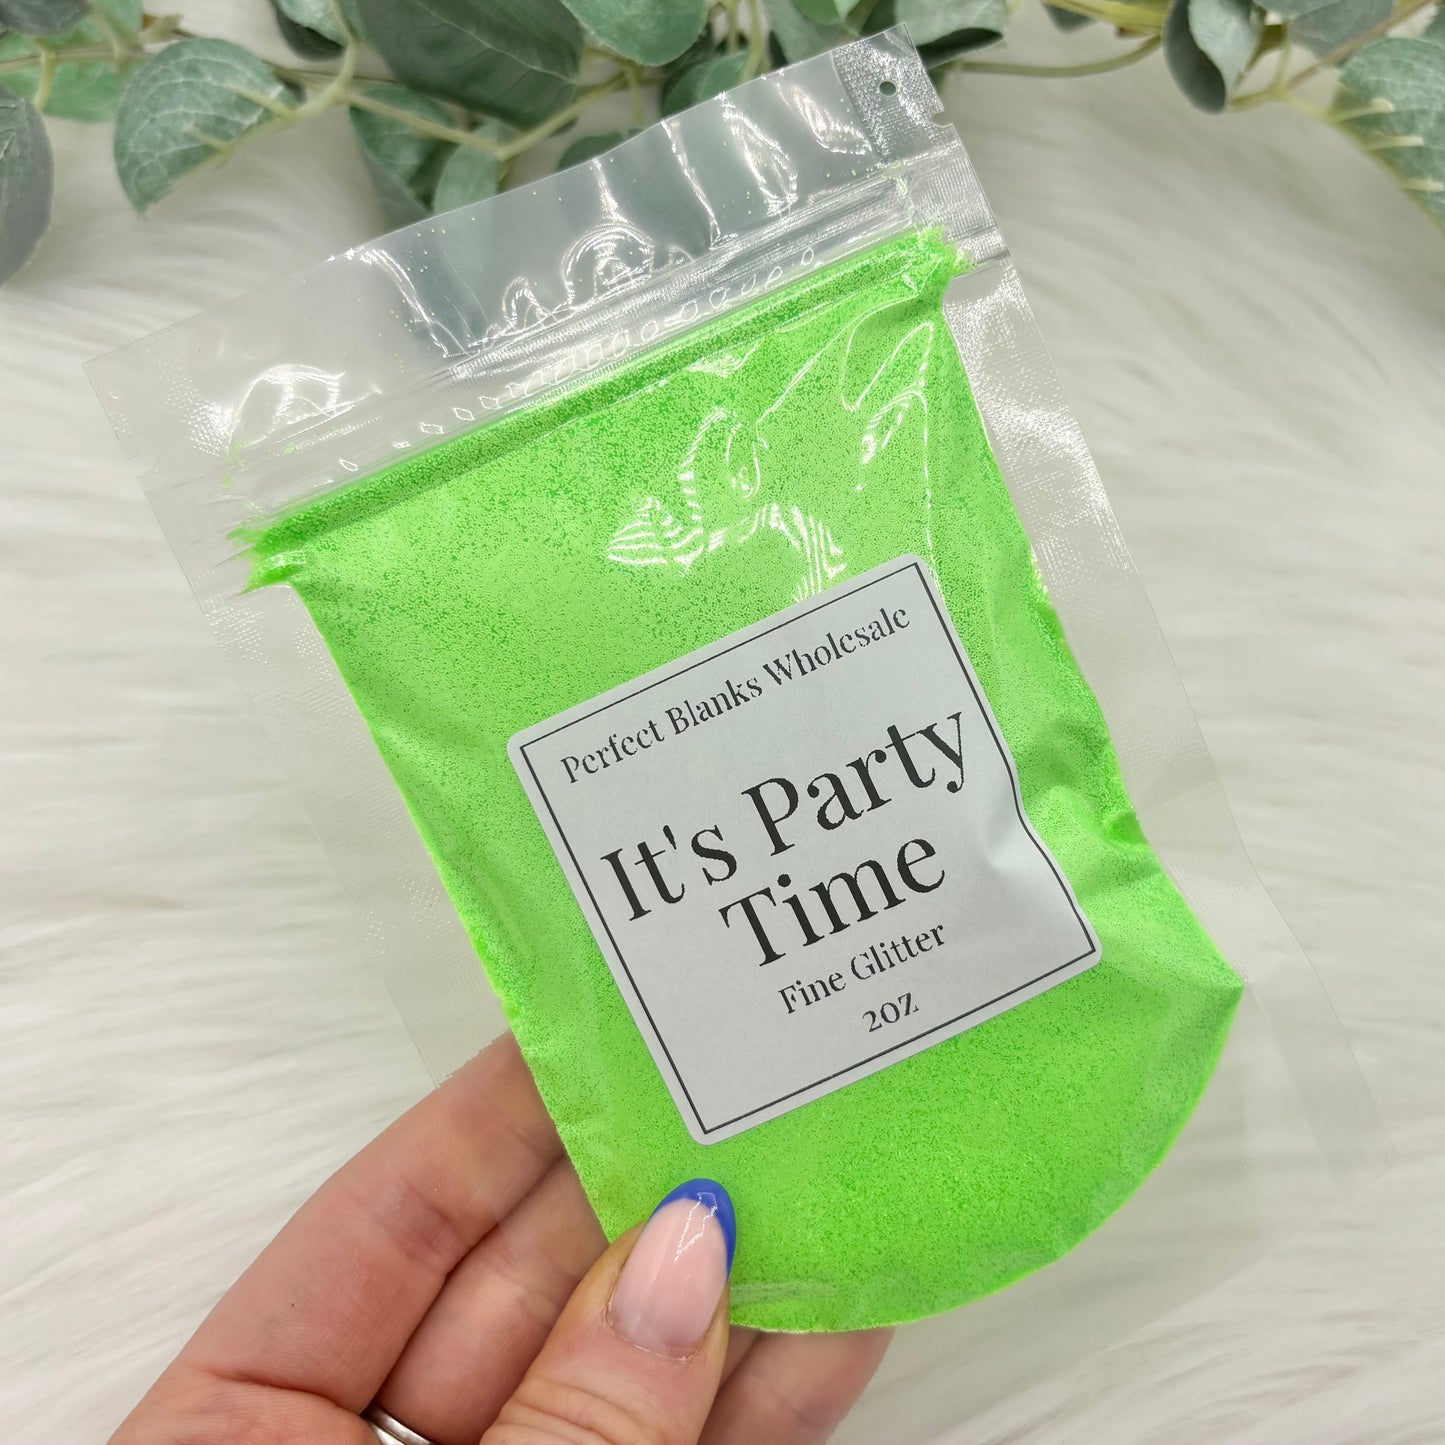 Perfect Blanks Wholesale
It's Party
Time
Fine Glitter
2oz